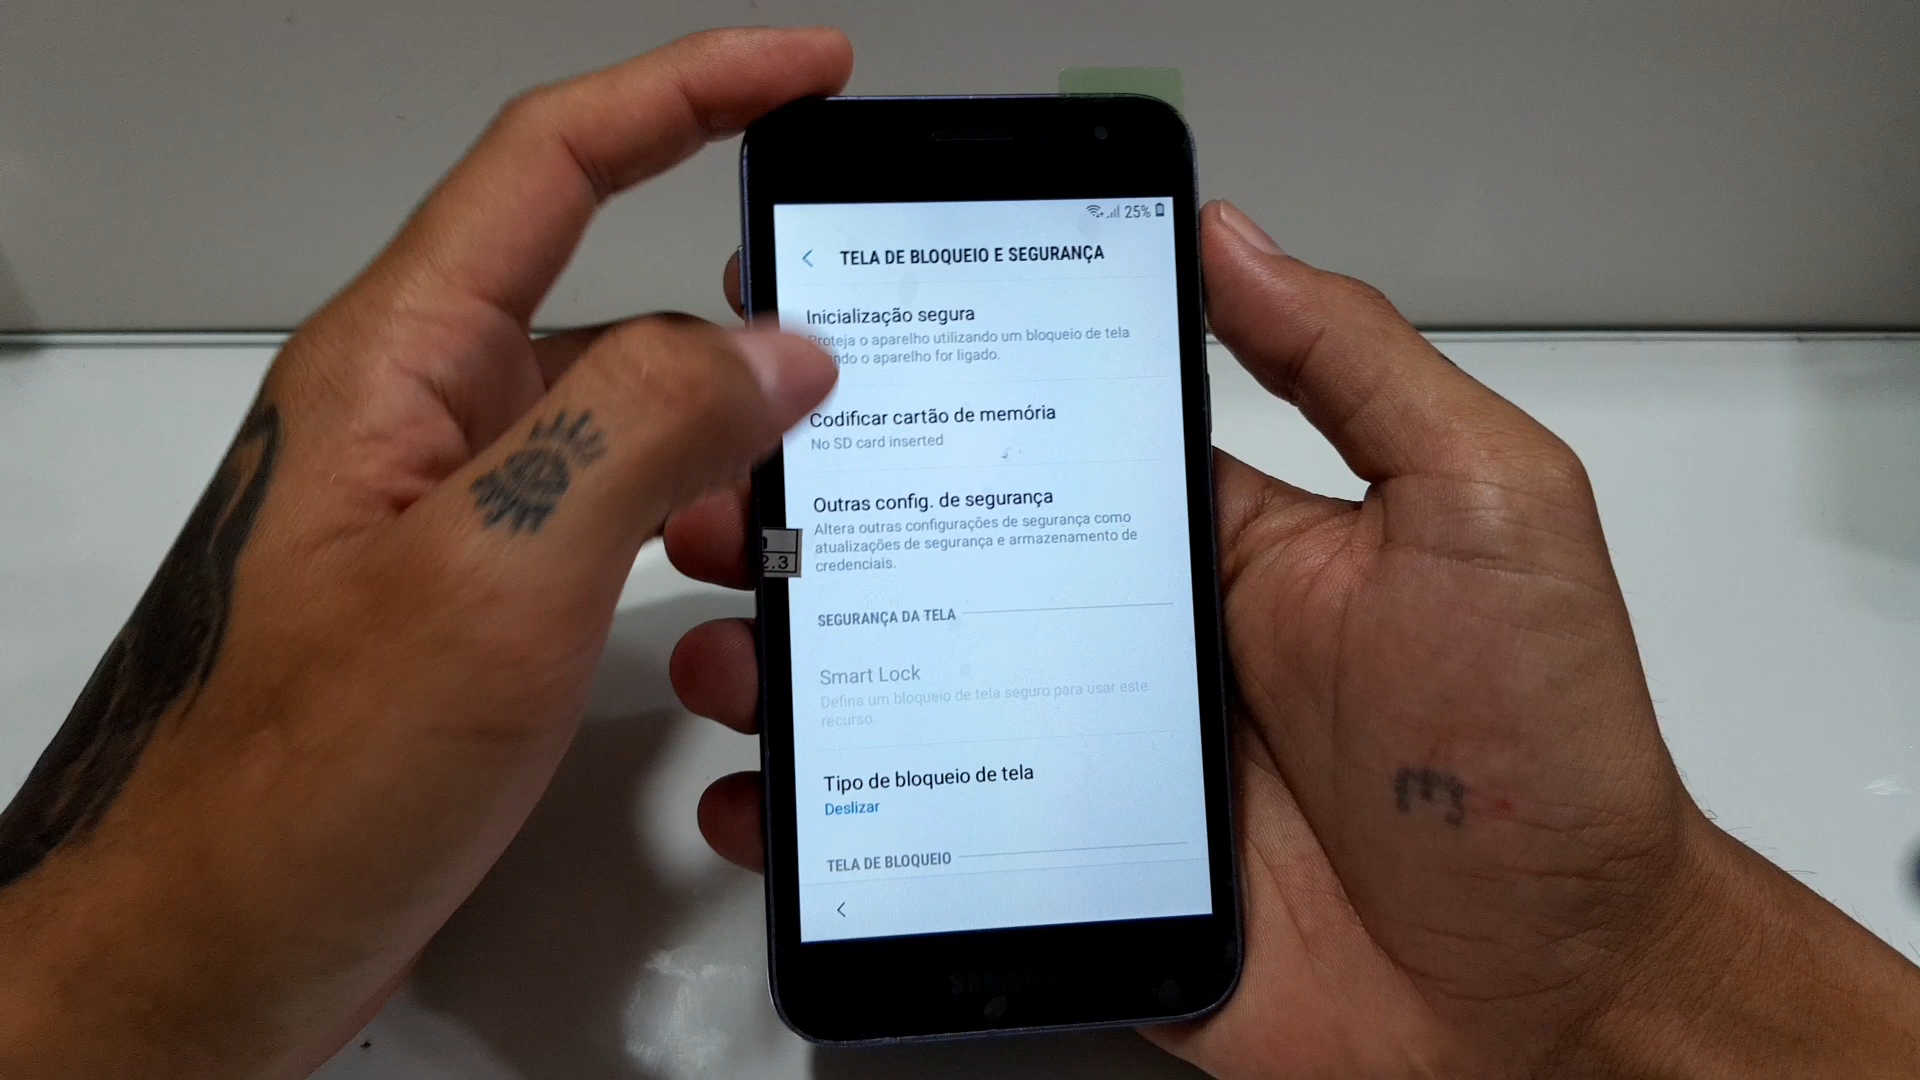 25%
TELA DE BLOQUEIO E SEGURANÇA
Inicialização segura
Proteja o aparelho utilizando um bloqueio de tela
o aparelho for ligado.
Codificar cartão de memória
No SD card inserted
Outras config. de segurança
Altera outras configurações de segurança como
atualizações de segurança e armazenamento de
credenciais.
2.3
SEGURANÇA DA TELA
Smart Lock
Defina um bloqueio de tela seguro para usar este
recurso.
Tipo de bloqueio de tela
Deslizar
TELA DE BLOQUEIO
SAMSUNG